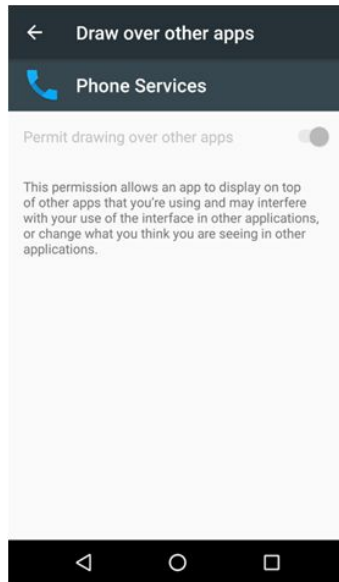 Draw over other apps
Phone Services
Permit drawing over other apps
This permission allows an app to display on top
of other apps that you're using and may interfere
with your use of the interface in other applications,
or change what you think you are seeing in other
applications.